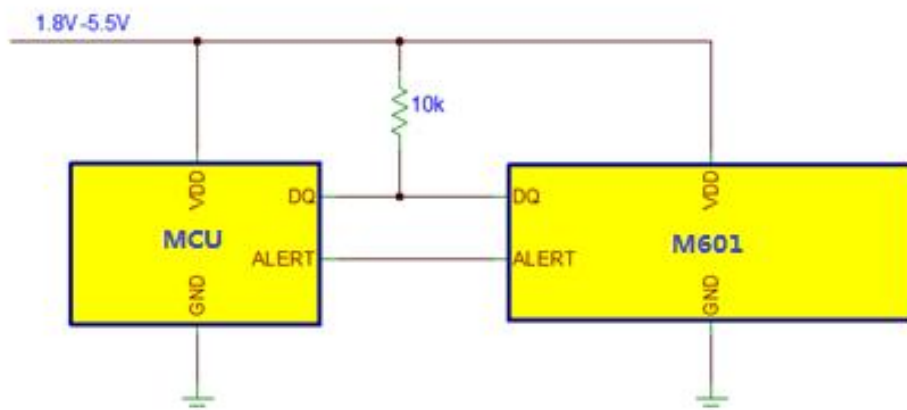 1.8V-5.5V
10k
VDD
DQ
MCU
ALERT
GND
VDD
DQ
M601
ALERT
GND